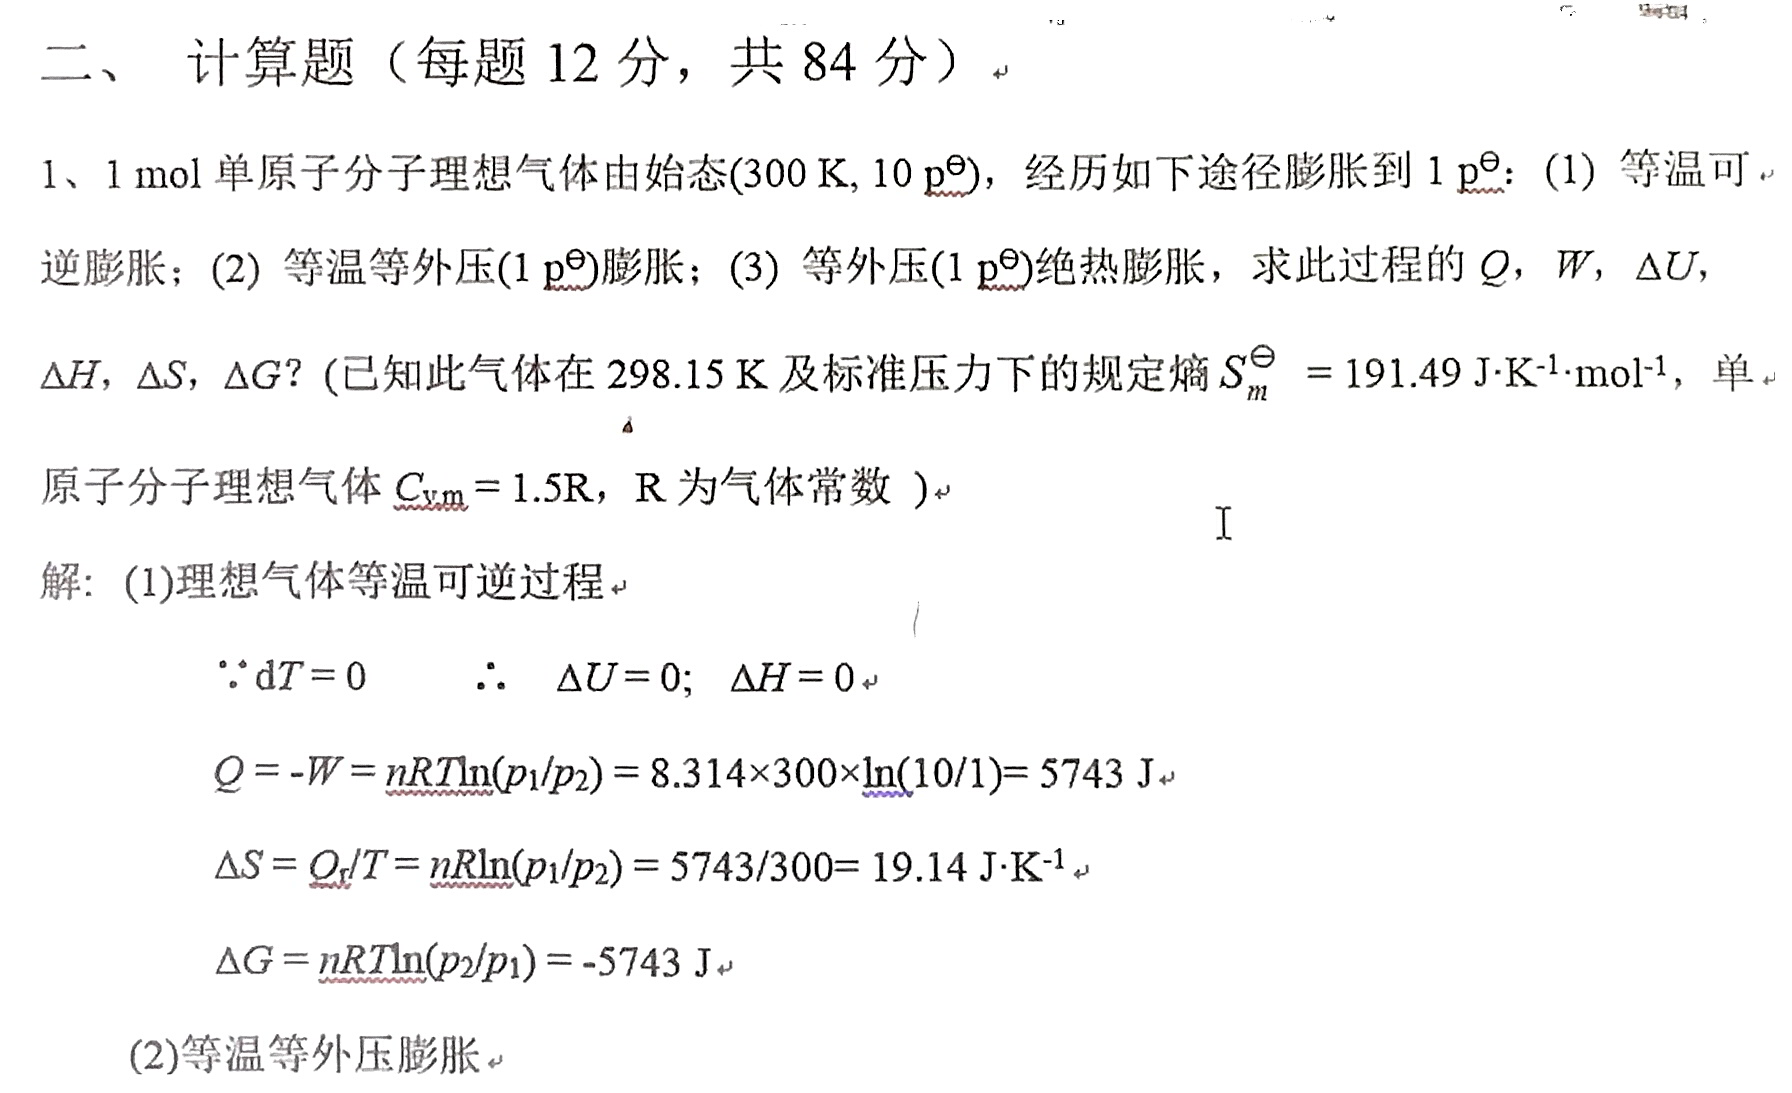 二、 计算题（每题 12 分，共 84 分）
1、1 mol 单原子分子理想气体由始态(300 K, 10 p⊖)，经历如下途径膨胀到 1 p⊖：(1) 等温可
逆膨胀；(2) 等温等外压(1 p⊖)膨胀；(3) 等外压(1 p⊖)绝热膨胀，求此过程的 Q，W，ΔU，
ΔH，ΔS，ΔG？(已知此气体在 298.15 K 及标准压力下的规定熵 S⊖m = 191.49 J·K-1·mol-1，单
原子分子理想气体 Cv,m = 1.5R，R 为气体常数 )
解: (1)理想气体等温可逆过程
∵ dT = 0 ∴ ΔU = 0; ΔH = 0
Q = -W = nRTln(p1/p2) = 8.314×300×ln(10/1)= 5743 J
ΔS = Qr/T = nRln(p1/p2) = 5743/300= 19.14 J·K-1
ΔG = nRTln(p2/p1) = -5743 J
(2)等温等外压膨胀